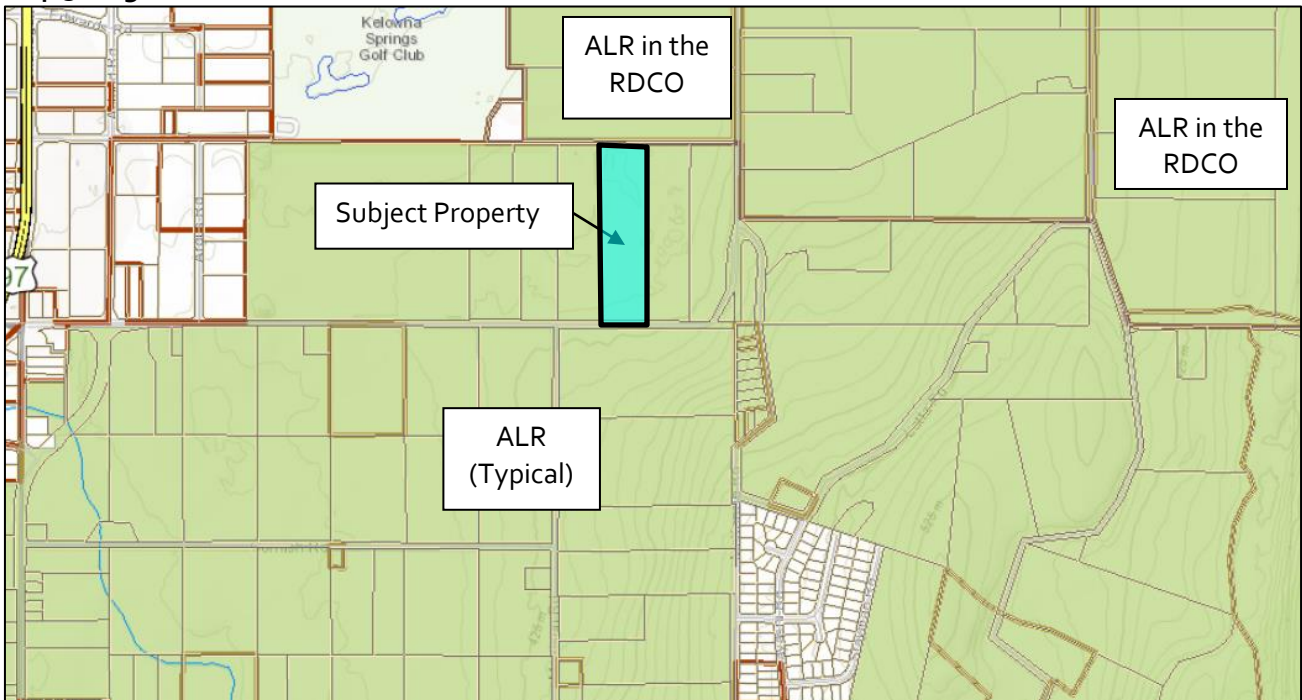 Kelowna
Springs
Golf Club
ALR in the
RDCO
ALR in the
RDCO
Subject Property
97
ALR
(Typical)